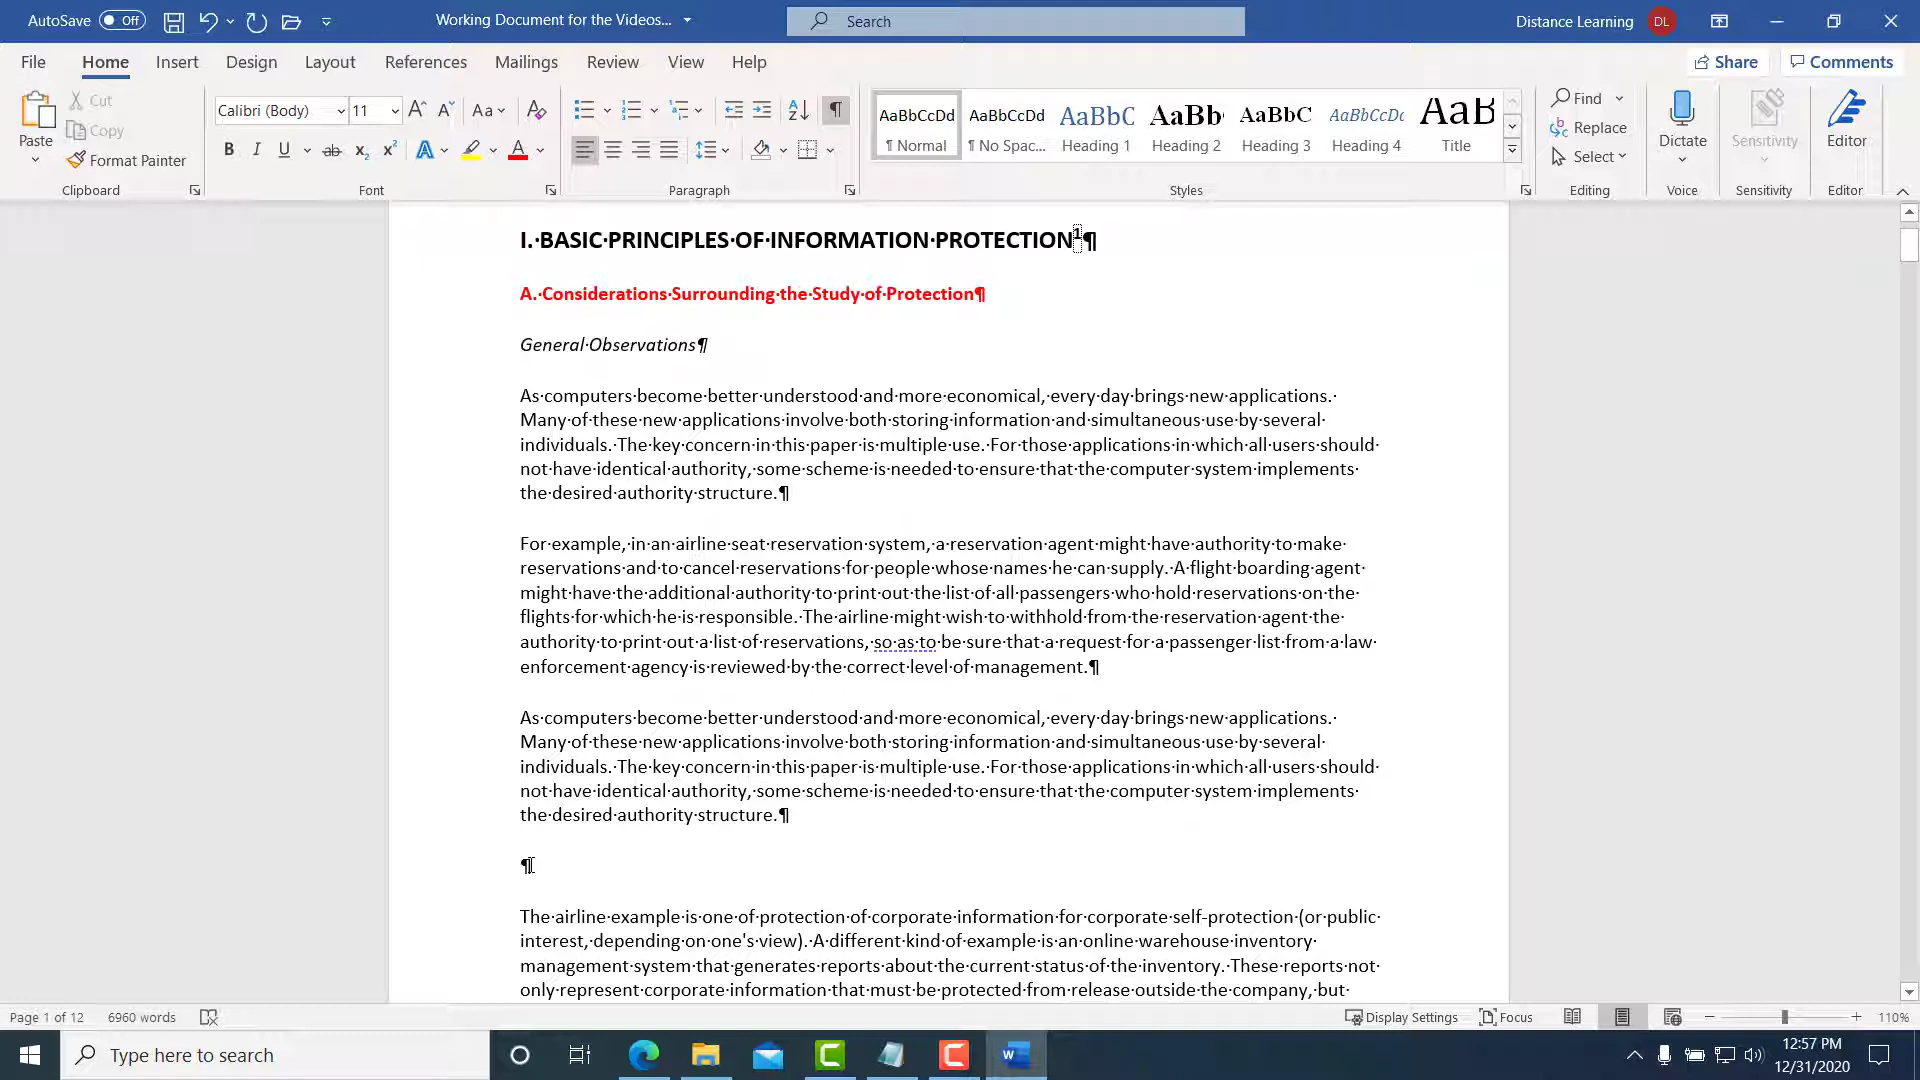 AutoSave Off Working Document for the Videos... Search Distance Learning DL
File Home Insert Design Layout References Mailings Review View Help Share Comments
Paste Cut Copy Format Painter Clipboard
Calibri (Body) 11 Aa Font
B I U ab x₂ x² A A
Paragraph
AaBbCcDd AaBbCcDd AaBbC AaBb AaBbC AaBbCcDc AaB
¶ Normal ¶ No Spac... Heading 1 Heading 2 Heading 3 Heading 4 Title
Styles
Find Replace Select Editing
Dictate Voice
Sensitivity Sensitivity
Editor Editor
I. BASIC PRINCIPLES OF INFORMATION PROTECTION¹¶
A. Considerations Surrounding the Study of Protection¶
General Observations¶
As computers become better understood and more economical, every day brings new applications.
Many of these new applications involve both storing information and simultaneous use by several
individuals. The key concern in this paper is multiple use. For those applications in which all users should
not have identical authority, some scheme is needed to ensure that the computer system implements
the desired authority structure.¶
For example, in an airline seat reservation system, a reservation agent might have authority to make
reservations and to cancel reservations for people whose names he can supply. A flight boarding agent
might have the additional authority to print out the list of all passengers who hold reservations on the
flights for which he is responsible. The airline might wish to withhold from the reservation agent the
authority to print out a list of reservations, so as to be sure that a request for a passenger list from a law
enforcement agency is reviewed by the correct level of management.¶
As computers become better understood and more economical, every day brings new applications.
Many of these new applications involve both storing information and simultaneous use by several
individuals. The key concern in this paper is multiple use. For those applications in which all users should
not have identical authority, some scheme is needed to ensure that the computer system implements
the desired authority structure.¶
¶
The airline example is one of protection of corporate information for corporate self-protection (or public
interest, depending on one's view). A different kind of example is an online warehouse inventory
management system that generates reports about the current status of the inventory. These reports not
only represent corporate information that must be protected from release outside the company, but
Page 1 of 12 6960 words Display Settings Focus 110%
Type here to search 12:57 PM
12/31/2020